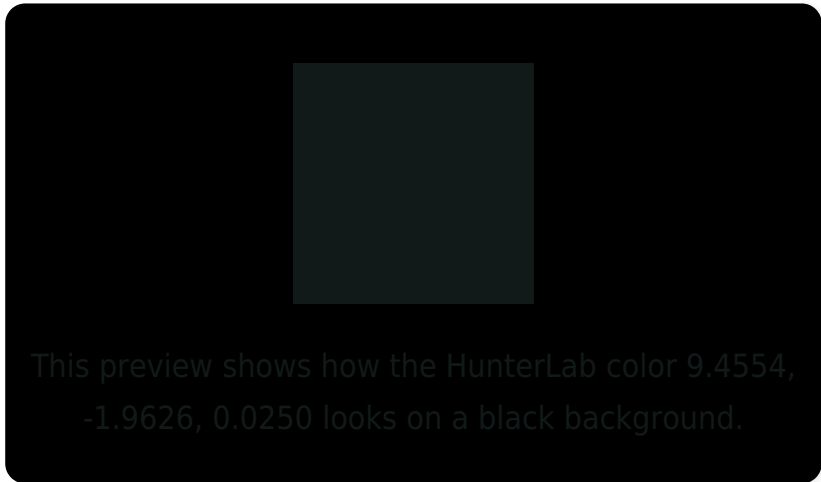 This preview shows how the HunterLab color 9.4554,
-1.9626, 0.0250 looks on a black background.